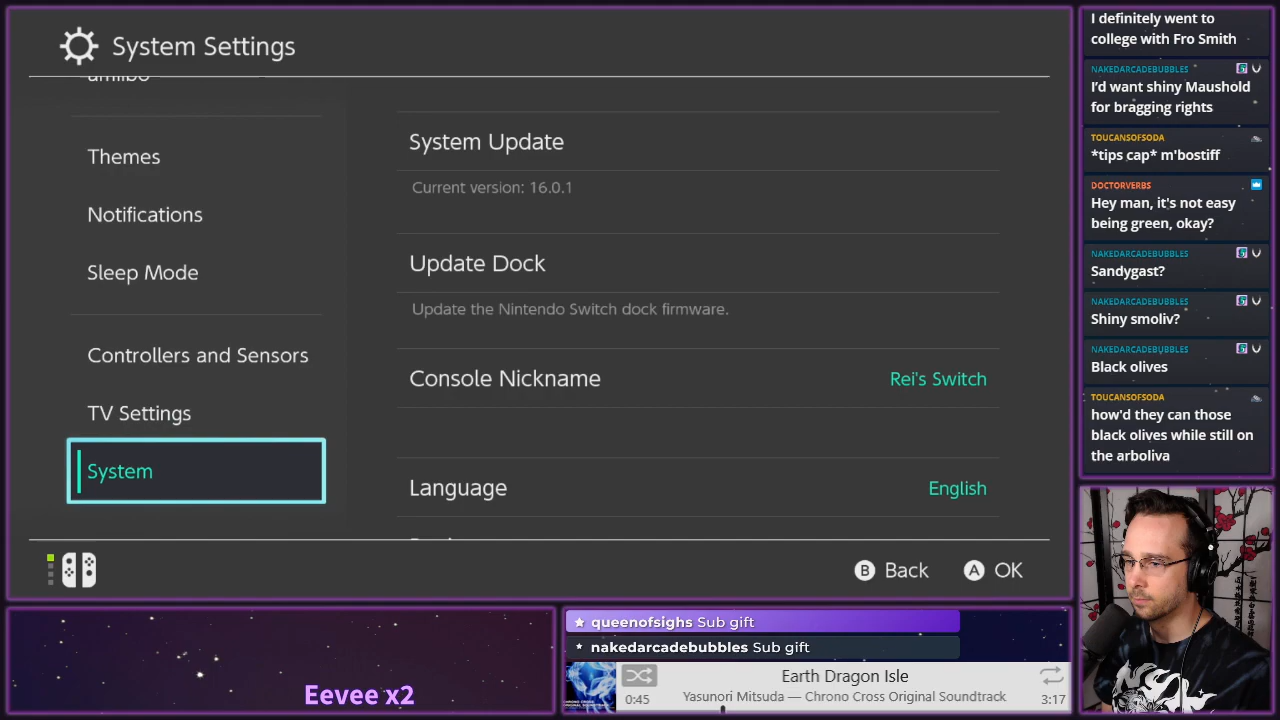 System Settings
amiibo
Themes
Notifications
Sleep Mode
Controllers and Sensors
TV Settings
System
System Update
Current version: 16.0.1
Update Dock
Update the Nintendo Switch dock firmware.
Console Nickname
Rei's Switch
Language
English
B Back
A OK
I definitely went to
college with Fro Smith
NAKEDARCADEBUBBLES
I'd want shiny Maushold
for bragging rights
TOUCANSOFSODA
*tips cap* m'bostiff
DOCTORVERBS
Hey man, it's not easy
being green, okay?
NAKEDARCADEBUBBLES
Sandygast?
NAKEDARCADEBUBBLES
Shiny smoliv?
NAKEDARCADEBUBBLES
Black olives
TOUCANSOFSODA
how'd they can those
black olives while still on
the arboliva
Eevee x2
queenofsighs Sub gift
nakedarcadebubbles Sub gift
Earth Dragon Isle
0:45
Yasunori Mitsuda — Chrono Cross Original Soundtrack
3:17